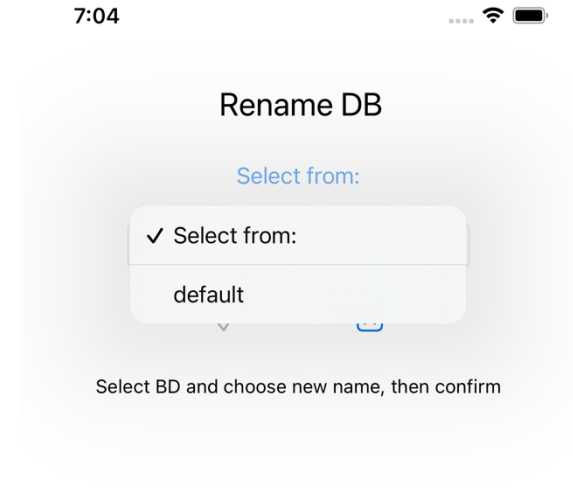 7:04
Rename DB
Select from:
Select from:
default
Select BD and choose new name, then confirm